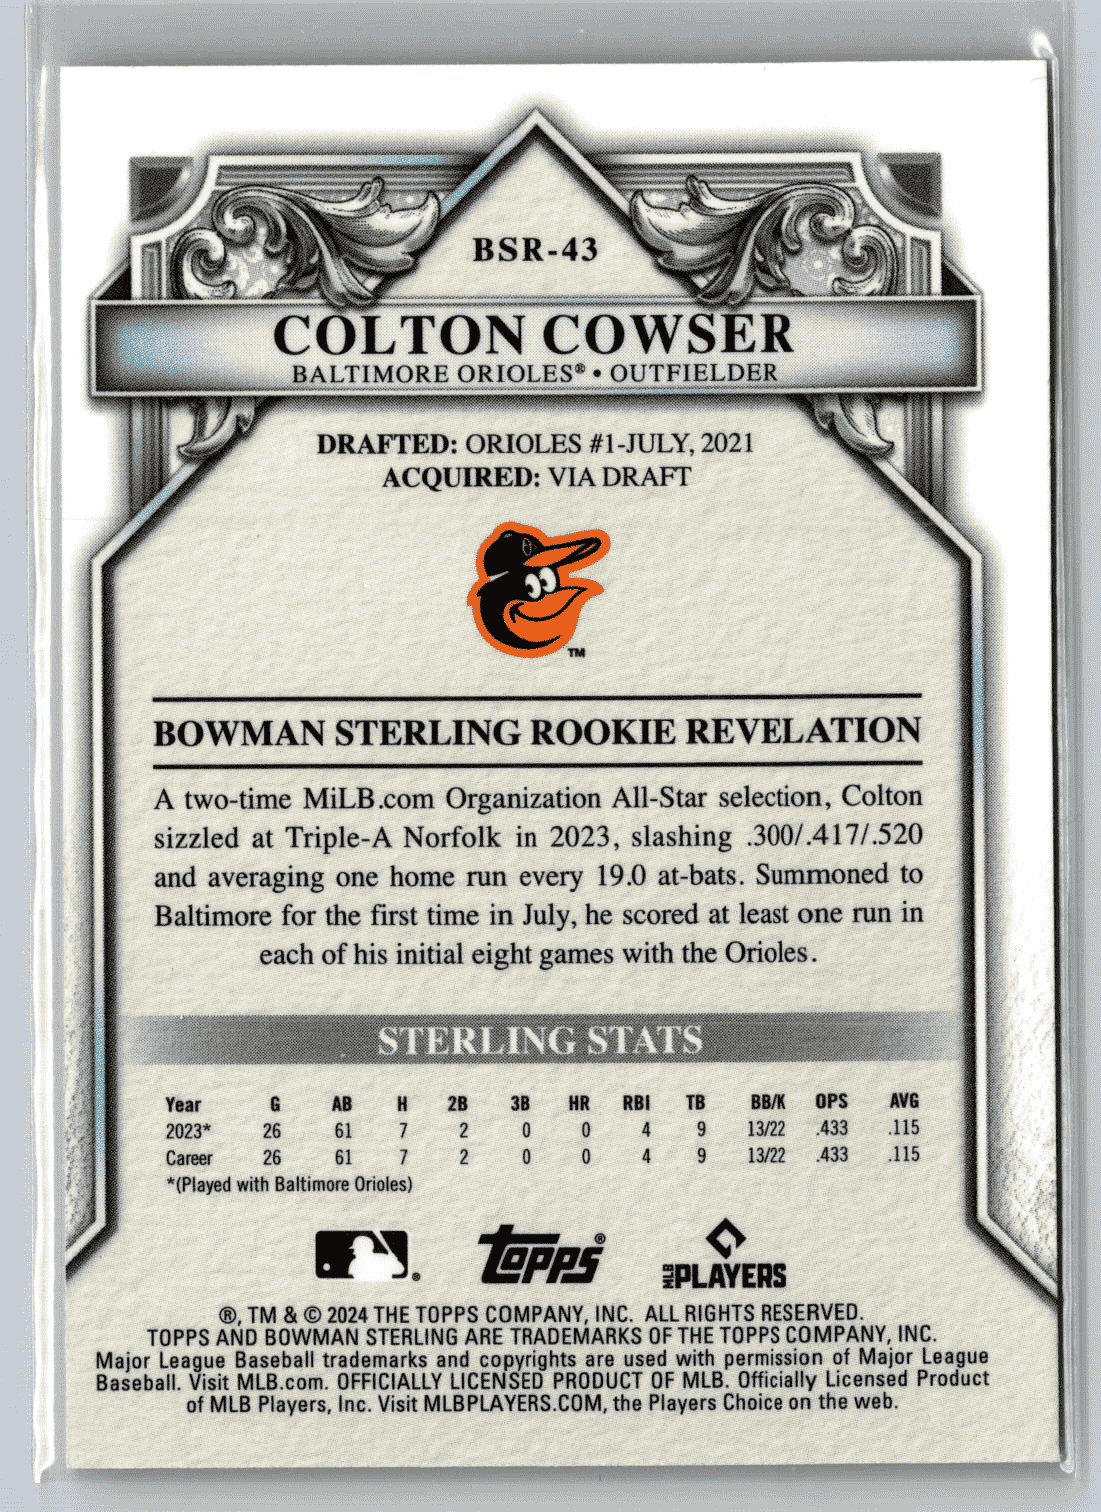 BSR-43
COLTON COWSER
BALTIMORE ORIOLES® • OUTFIELDER
DRAFTED: ORIOLES #1-JULY, 2021
ACQUIRED: VIA DRAFT
TM
BOWMAN STERLING ROOKIE REVELATION
A two-time MiLB.com Organization All-Star selection, Colton
sizzled at Triple-A Norfolk in 2023, slashing .300/.417/.520
and averaging one home run every 19.0 at-bats. Summoned to
Baltimore for the first time in July, he scored at least one run in
each of his initial eight games with the Orioles.
STERLING STATS
Year G AB H 2B 3B HR RBI TB BB/K OPS AVG
2023* 26 61 7 2 0 0 4 9 13/22 .433 .115
Career 26 61 7 2 0 0 4 9 13/22 .433 .115
*(Played with Baltimore Orioles)
topps® MLB PLAYERS
®, TM & © 2024 THE TOPPS COMPANY, INC. ALL RIGHTS RESERVED.
TOPPS AND BOWMAN STERLING ARE TRADEMARKS OF THE TOPPS COMPANY, INC.
Major League Baseball trademarks and copyrights are used with permission of Major League
Baseball. Visit MLB.com. OFFICIALLY LICENSED PRODUCT OF MLB. Officially Licensed Product
of MLB Players, Inc. Visit MLBPLAYERS.COM, the Players Choice on the web.